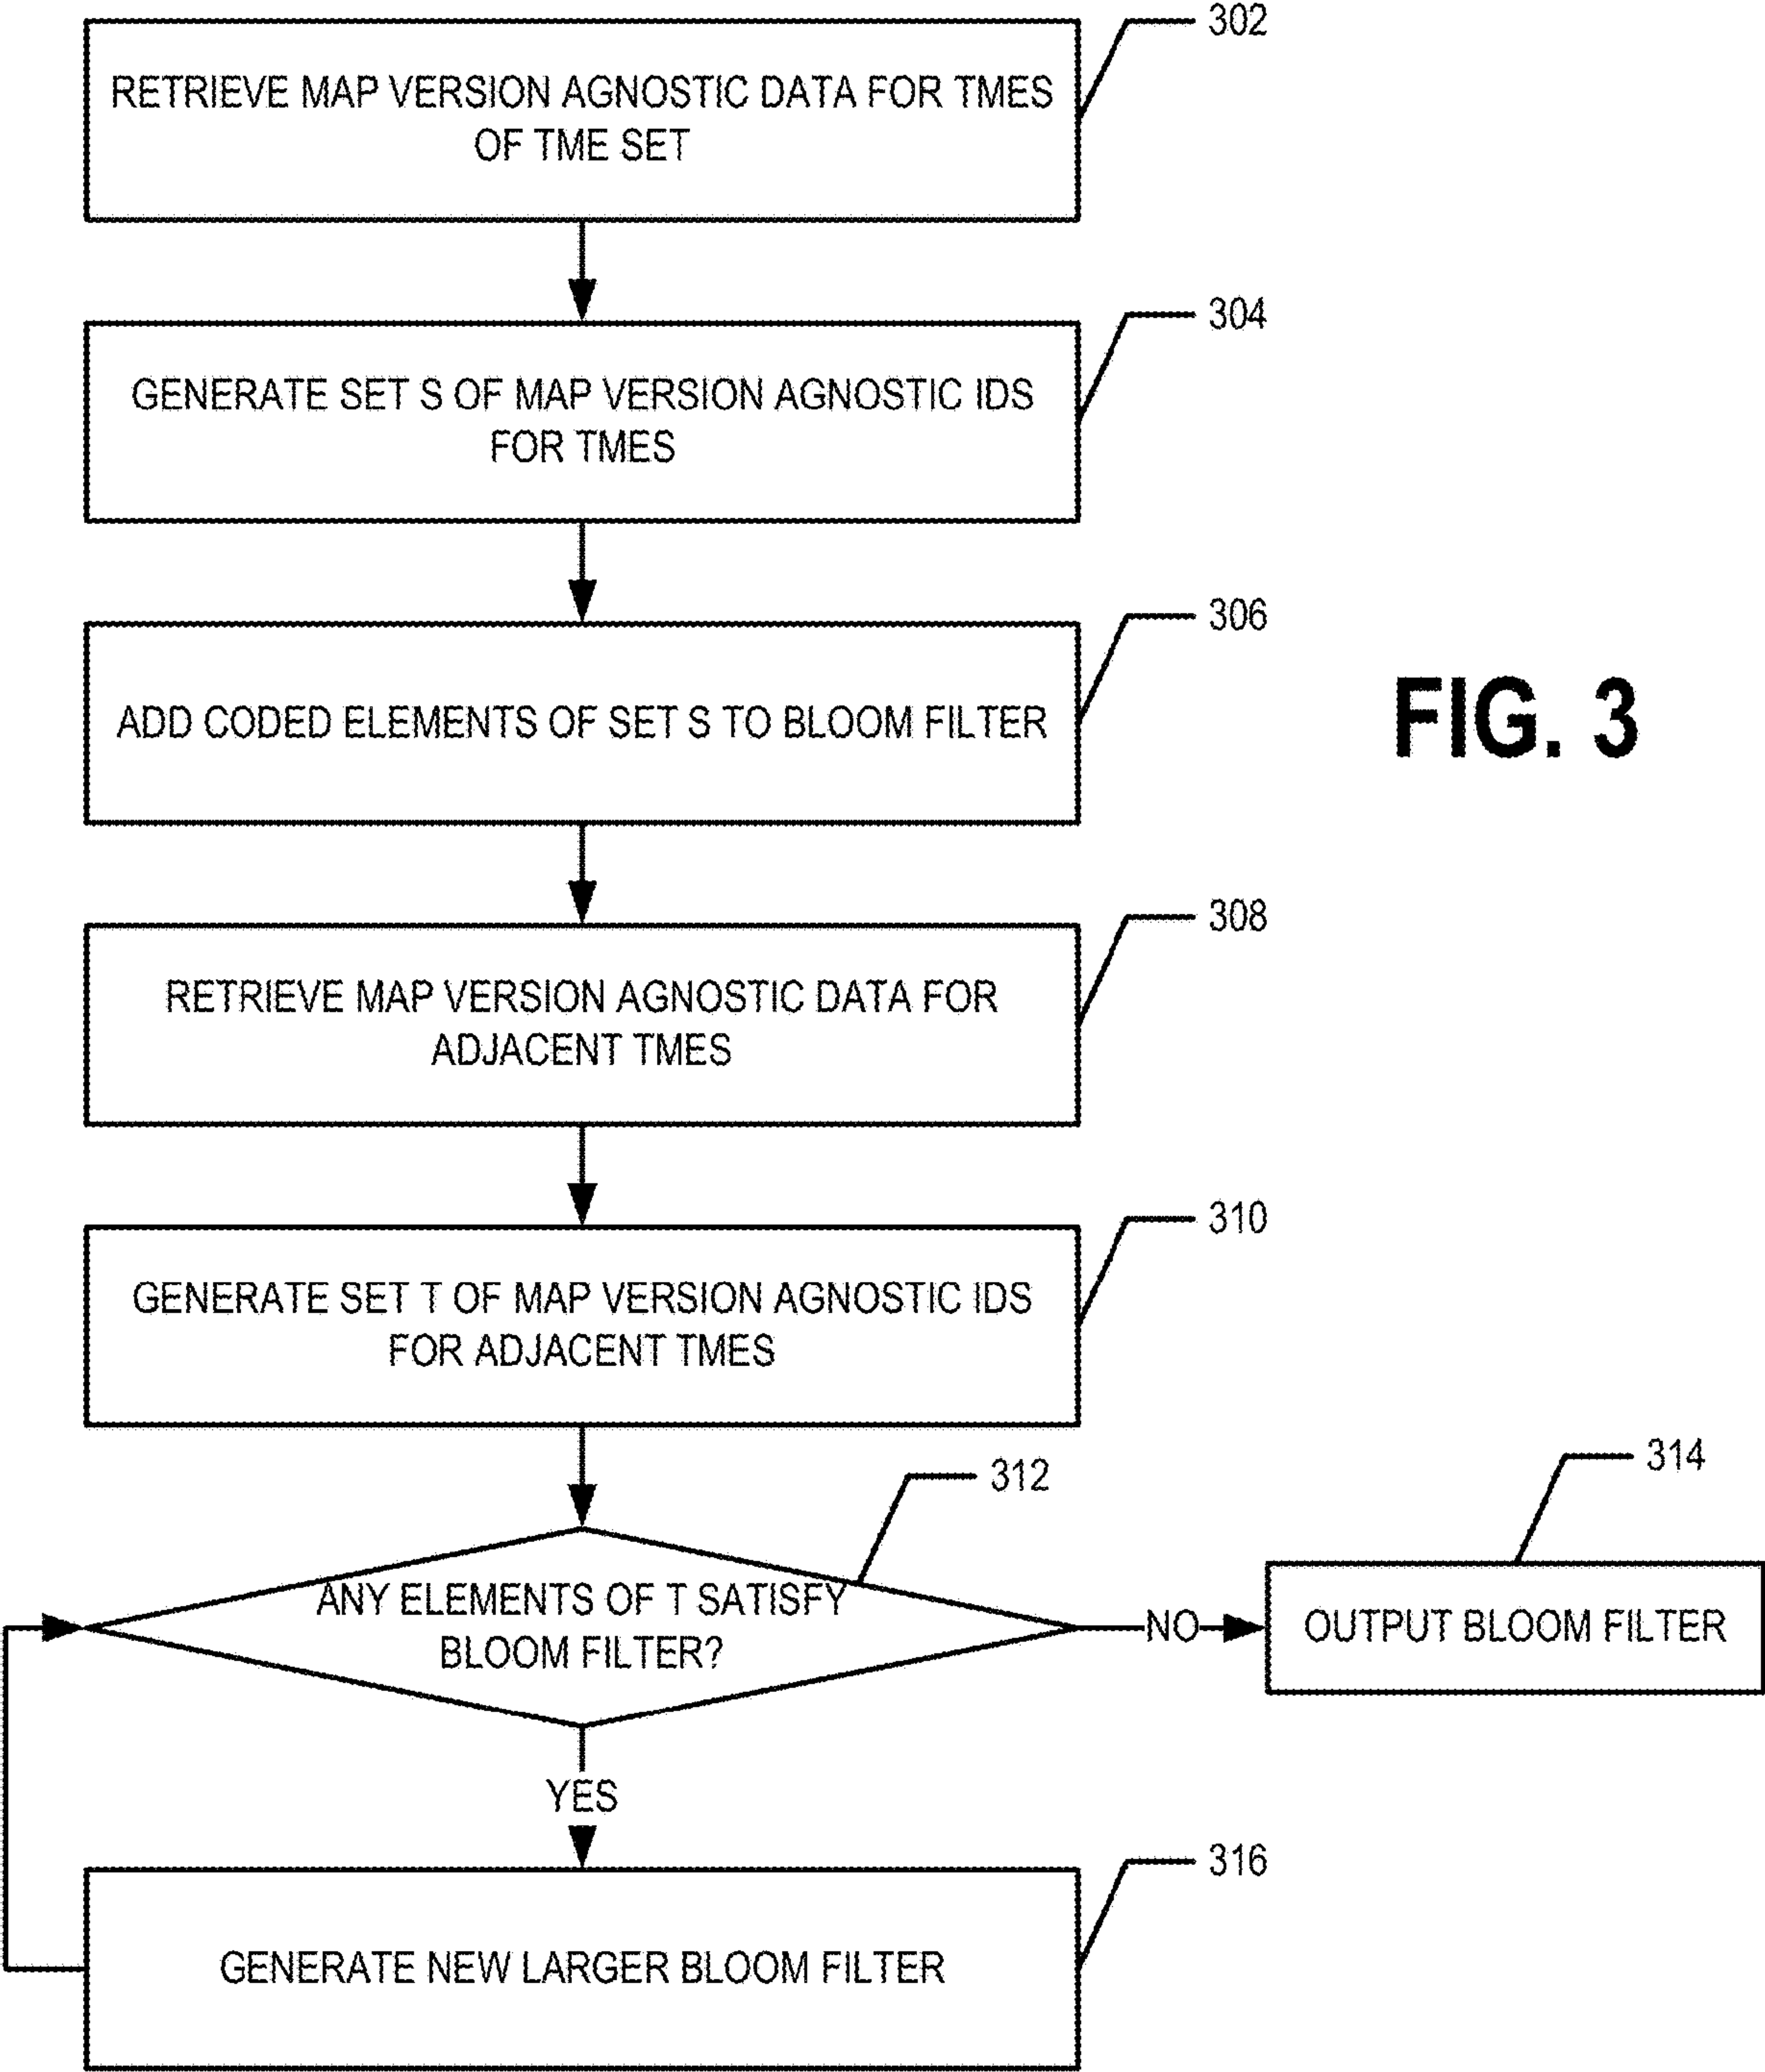 302
RETRIEVE MAP VERSION AGNOSTIC DATA FOR TMES
OF TME SET
304
GENERATE SET S OF MAP VERSION AGNOSTIC IDS
FOR TMES
306
ADD CODED ELEMENTS OF SET S TO BLOOM FILTER
FIG. 3
308
RETRIEVE MAP VERSION AGNOSTIC DATA FOR
ADJACENT TMES
310
GENERATE SET T OF MAP VERSION AGNOSTIC IDS
FOR ADJACENT TMES
312
314
ANY ELEMENTS OF T SATISFY
BLOOM FILTER?
NO
OUTPUT BLOOM FILTER
YES
316
GENERATE NEW LARGER BLOOM FILTER